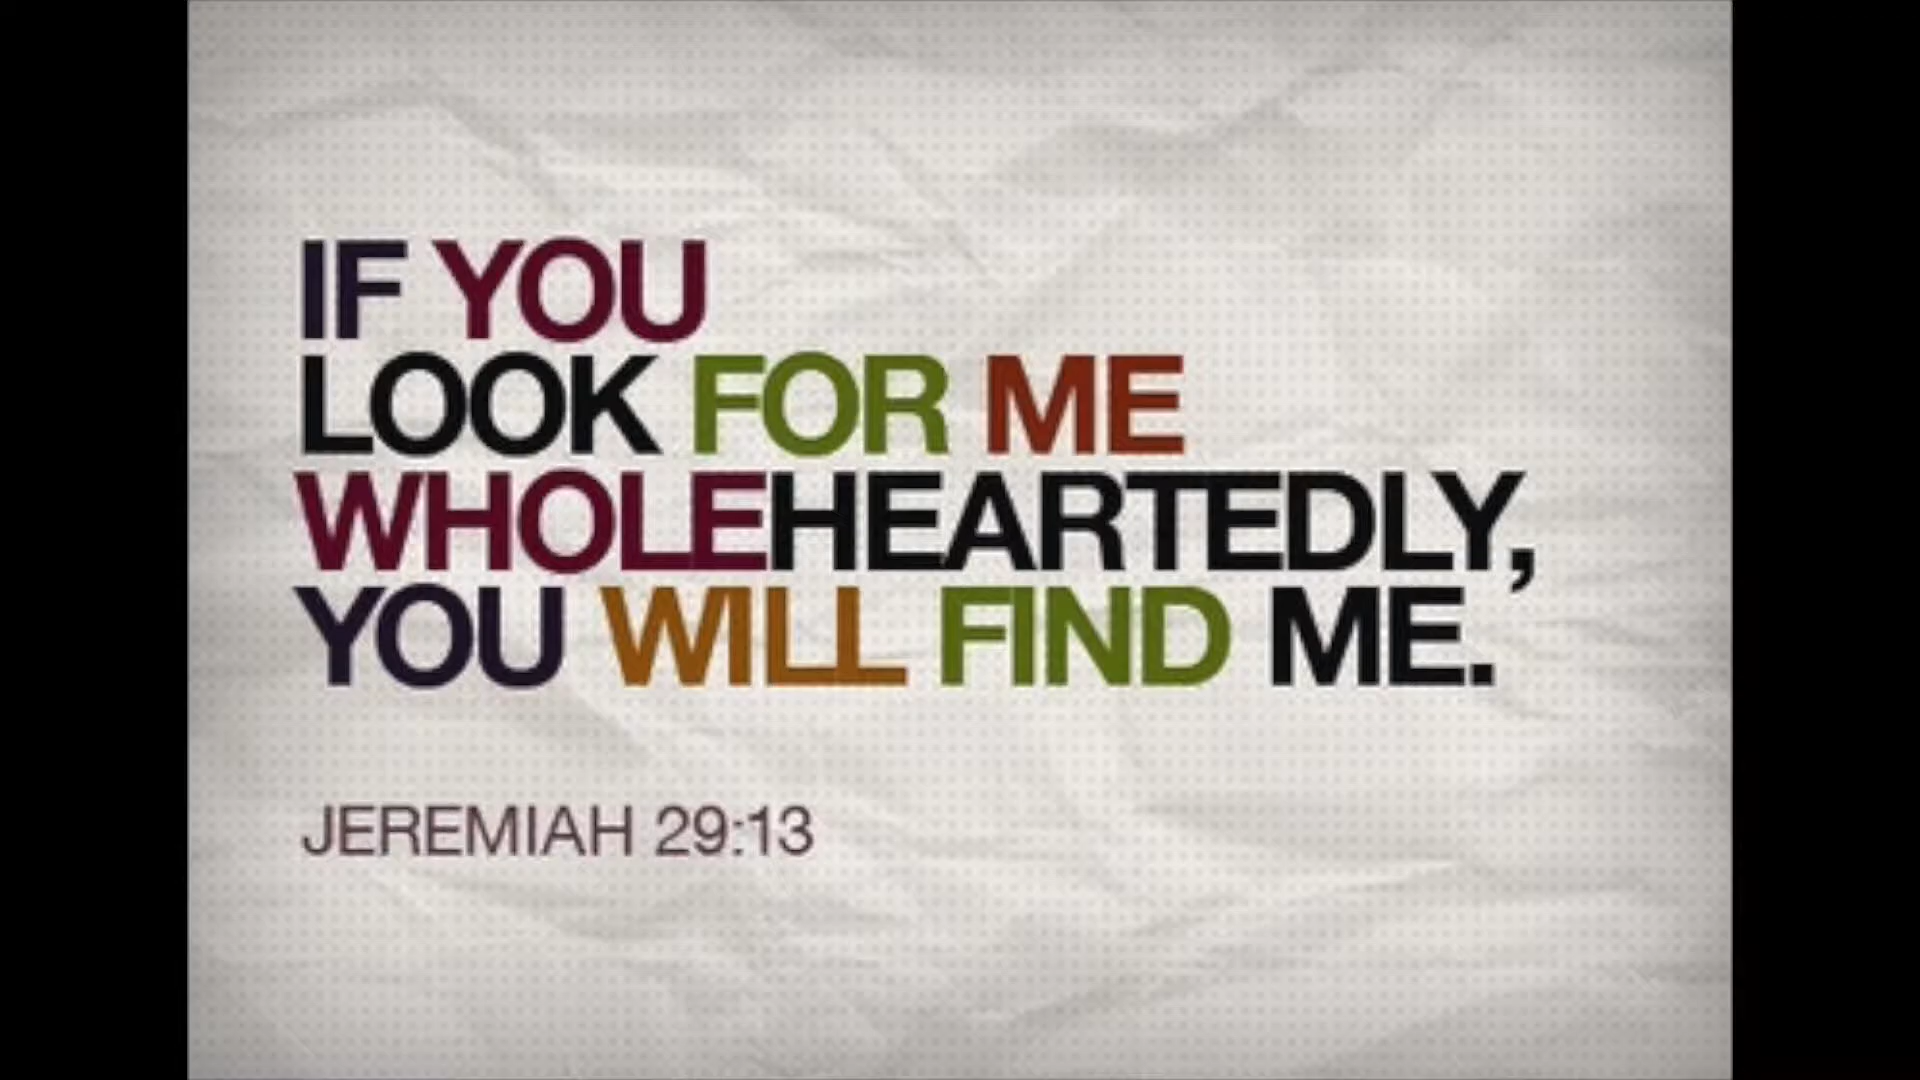 IF YOU
LOOK FOR ME
WHOLEHEARTEDLY,
YOU WILL FIND ME.
JEREMIAH 29:13